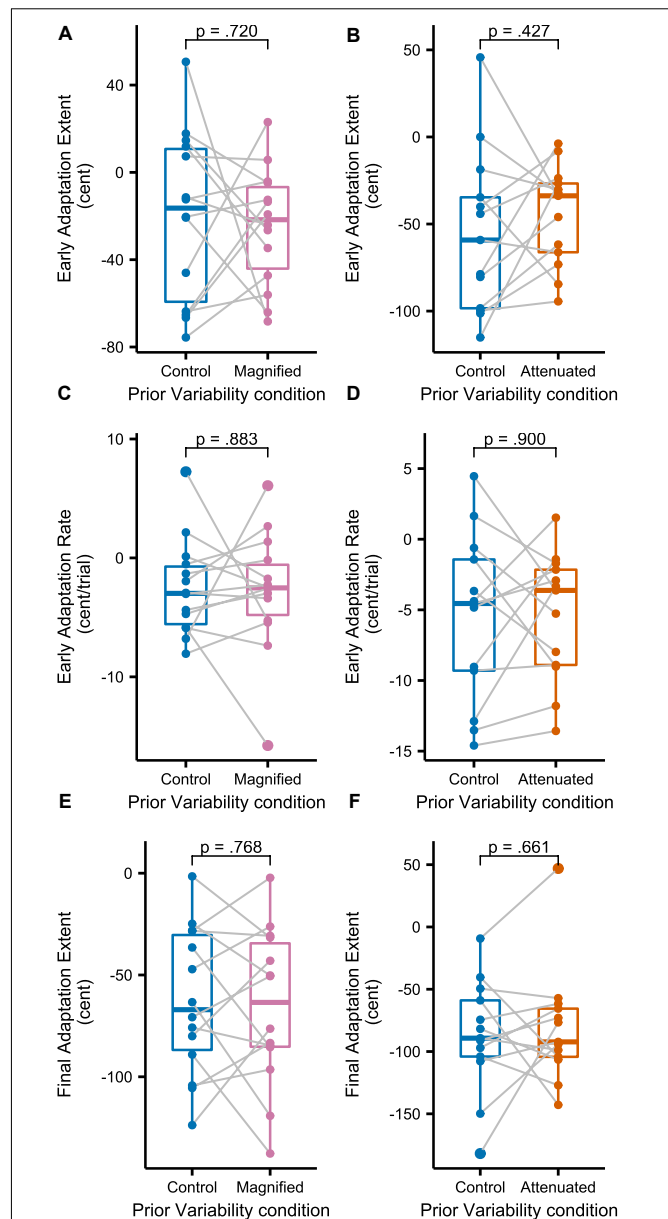 A
p = .720
Early Adaptation Extent
(cent)
40
0
-40
-80
Control
Magnified
Prior Variability condition
B
p = .427
Early Adaptation Extent
(cent)
50
0
-50
-100
Control
Attenuated
Prior Variability condition
C
p = .883
Early Adaptation Rate
(cent/trial)
10
0
-10
Control
Magnified
Prior Variability condition
D
p = .900
Early Adaptation Rate
(cent/trial)
5
0
-5
-10
-15
Control
Attenuated
Prior Variability condition
E
p = .768
Final Adaptation Extent
(cent)
0
-50
-100
Control
Magnified
Prior Variability condition
F
p = .661
Final Adaptation Extent
(cent)
50
0
-50
-100
-150
Control
Attenuated
Prior Variability condition